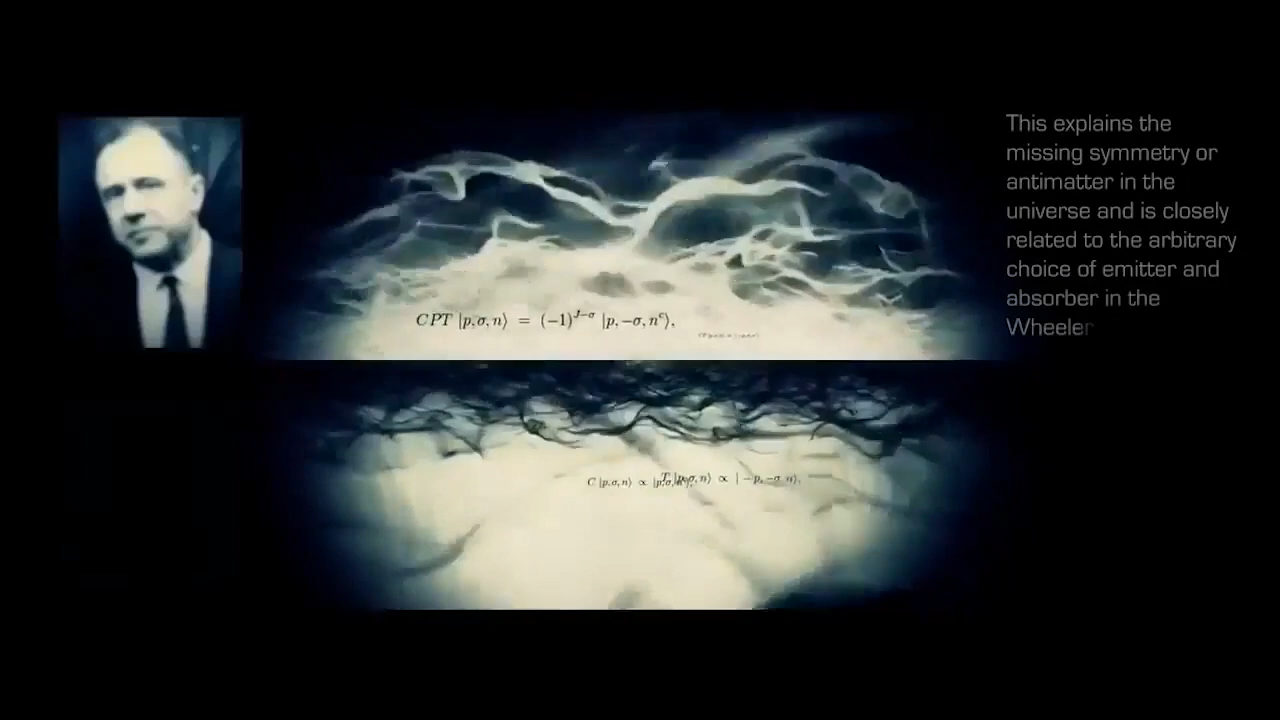 This explains the
missing symmetry or
antimatter in the
universe and is closely
related to the arbitrary
choice of emitter and
absorber in the
Wheeler
CPT |p,σ,n⟩ = (−1)^{J−σ} |p,−σ,n^c⟩,
C |p,σ,n⟩ ∝ |p,σ,
T |p,σ,n⟩ ∝ |−p,−σ,n⟩,